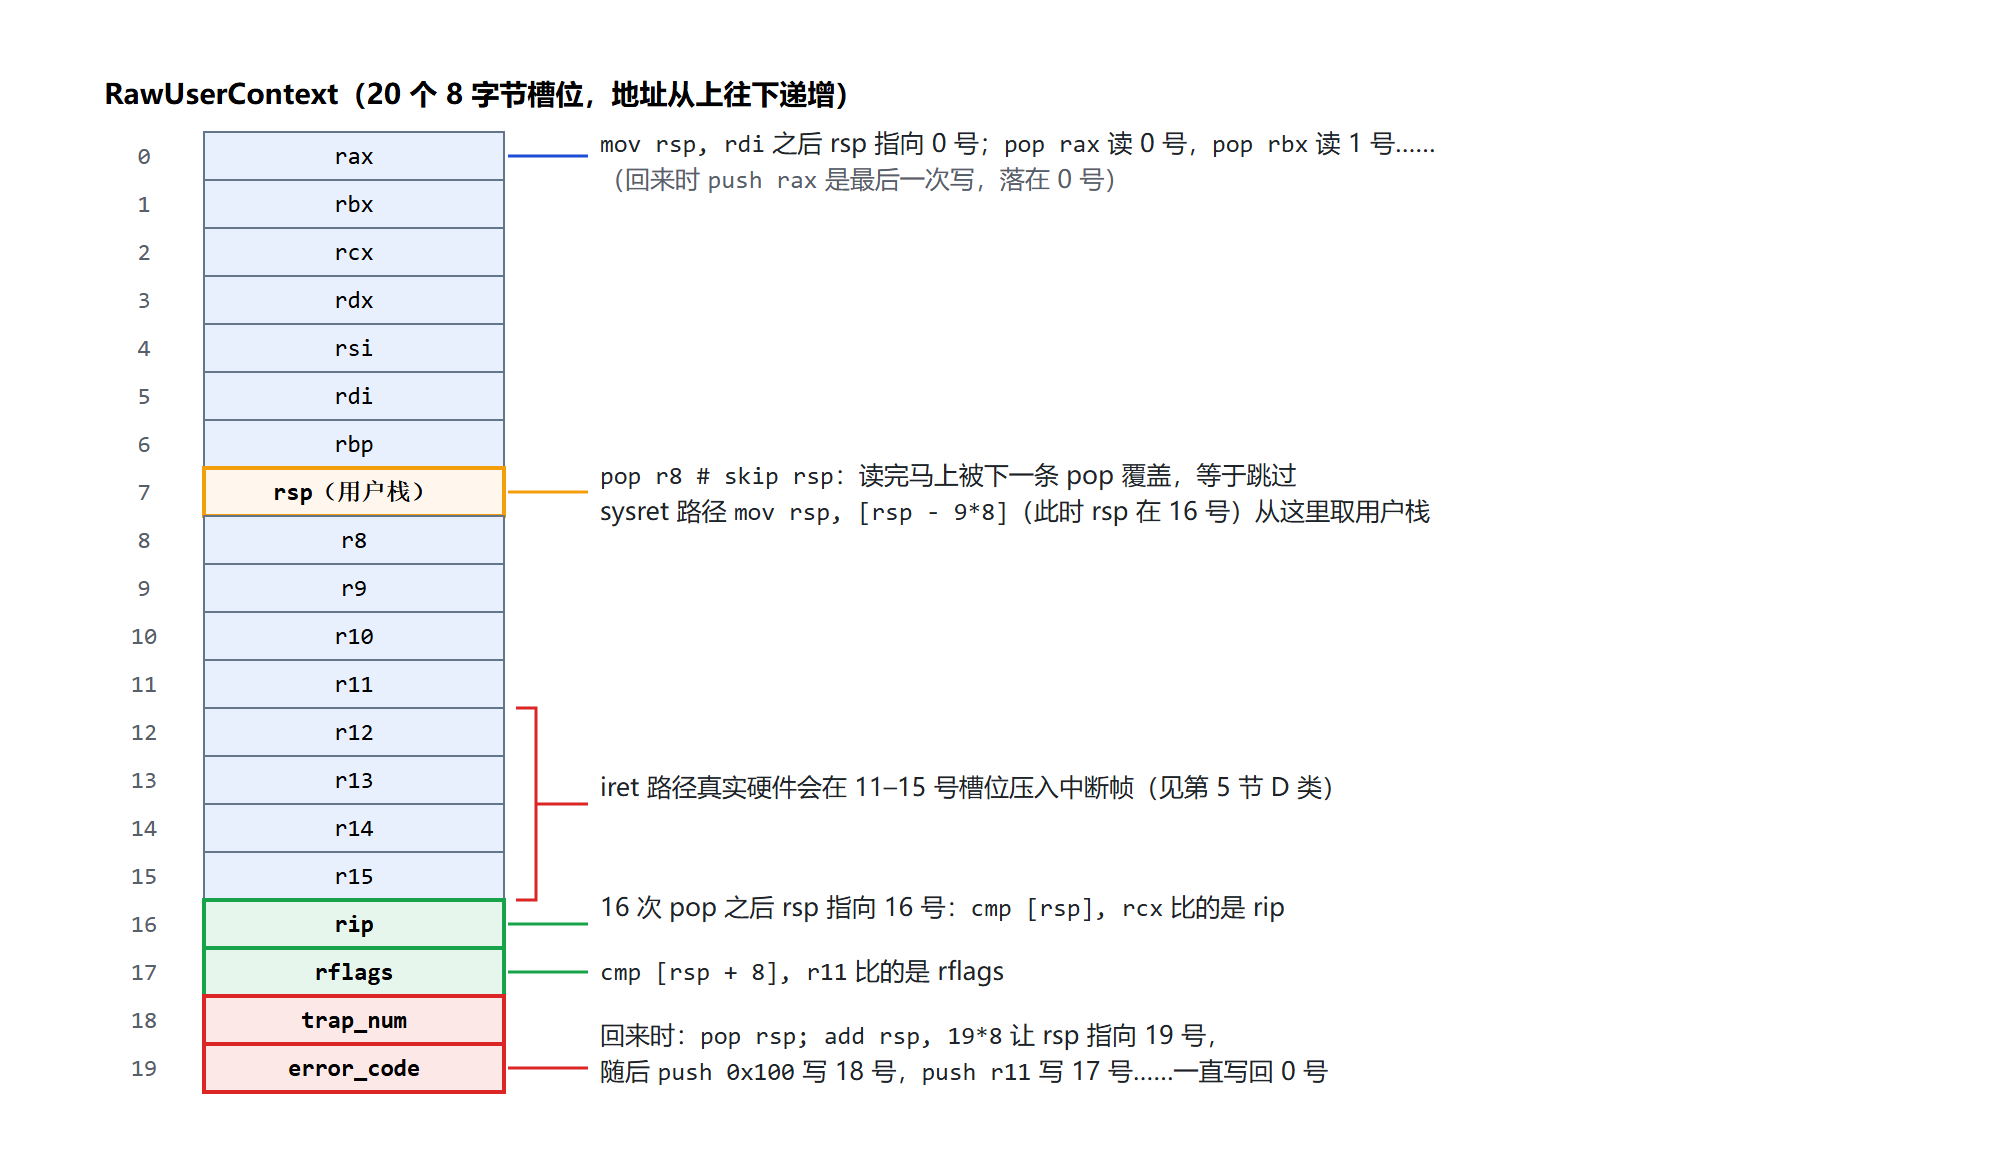 RawUserContext（20 个 8 字节槽位，地址从上往下递增）
0 rax mov rsp, rdi 之后 rsp 指向 0 号；pop rax 读 0 号，pop rbx 读 1 号……
（回来时 push rax 是最后一次写，落在 0 号）
1 rbx
2 rcx
3 rdx
4 rsi
5 rdi
6 rbp
7 rsp（用户栈） pop r8 # skip rsp：读完马上被下一条 pop 覆盖，等于跳过
sysret 路径 mov rsp, [rsp - 9*8]（此时 rsp 在 16 号）从这里取用户栈
8 r8
9 r9
10 r10
11 r11
12 r12
13 r13
iret 路径真实硬件会在 11–15 号槽位压入中断帧（见第 5 节 D 类）
14 r14
15 r15
16 rip 16 次 pop 之后 rsp 指向 16 号：cmp [rsp], rcx 比的是 rip
17 rflags cmp [rsp + 8], r11 比的是 rflags
18 trap_num 回来时：pop rsp; add rsp, 19*8 让 rsp 指向 19 号，
19 error_code 随后 push 0x100 写 18 号，push r11 写 17 号……一直写回 0 号